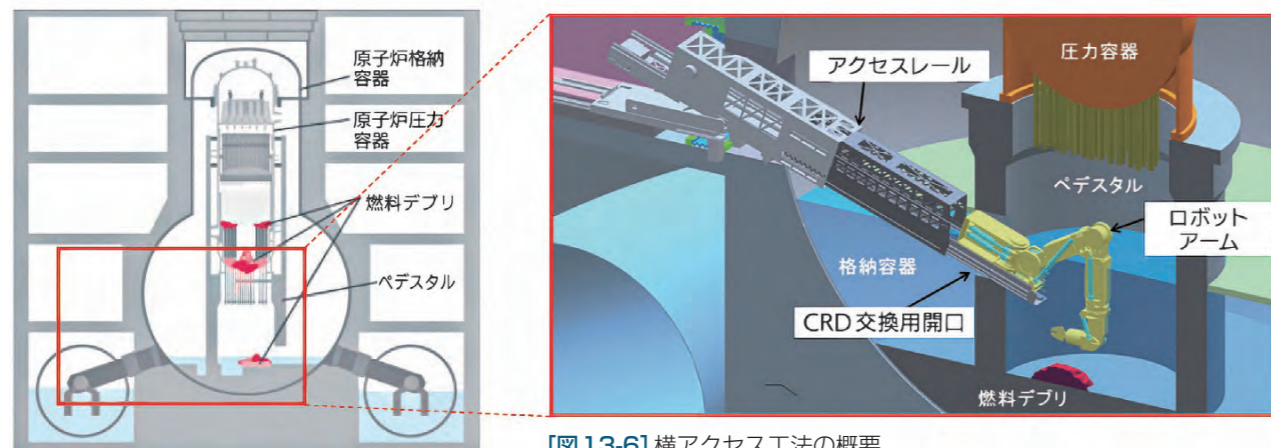 原子炉格納
容器
原子炉圧力
容器
燃料デブリ
ペデスタル
アクセスレール
圧力容器
ペデスタル
ロボット
アーム
格納容器
CRD交換用開口
燃料デブリ
[図13-6] 横アクセス工法の概要